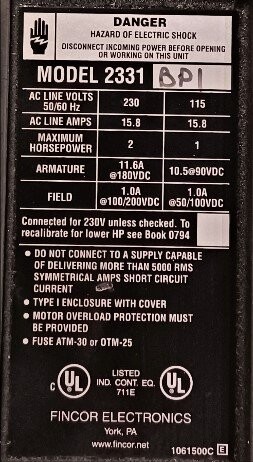 DANGER
HAZARD OF ELECTRIC SHOCK
DISCONNECT INCOMING POWER BEFORE OPENING
OR WORKING ON THIS UNIT
MODEL 2331 BP1
AC LINE VOLTS 50/60 Hz 230 115
AC LINE AMPS 15.8 15.8
MAXIMUM HORSEPOWER 2 1
ARMATURE 11.6A @180VDC 10.5@90VDC
FIELD 1.0A @100/200VDC 1.0A @50/100VDC
Connected for 230V unless checked. To
recalibrate for lower HP see Book 0794
• DO NOT CONNECT TO A SUPPLY CAPABLE
OF DELIVERING MORE THAN 5000 RMS
SYMMETRICAL AMPS SHORT CIRCUIT
CURRENT
• TYPE I ENCLOSURE WITH COVER
• MOTOR OVERLOAD PROTECTION MUST
BE PROVIDED
• FUSE ATM-30 or OTM-25
C UL LISTED UL
IND. CONT. EQ.
711E
FINCOR ELECTRONICS
York, PA
www.fincor.net
1061500C E